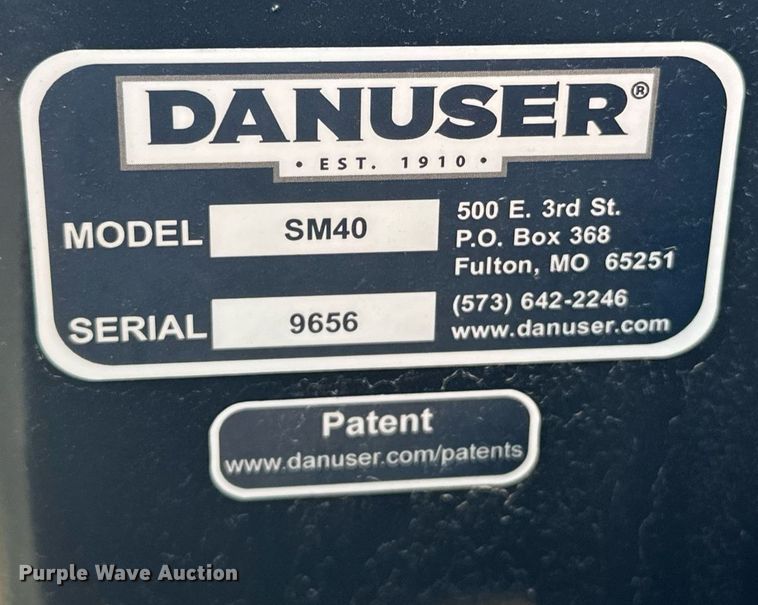 DANUSER®
• EST. 1910 •
MODEL SM40
SERIAL 9656
500 E. 3rd St.
P.O. Box 368
Fulton, MO 65251
(573) 642-2246
www.danuser.com
Patent
www.danuser.com/patents
Purple Wave Auction